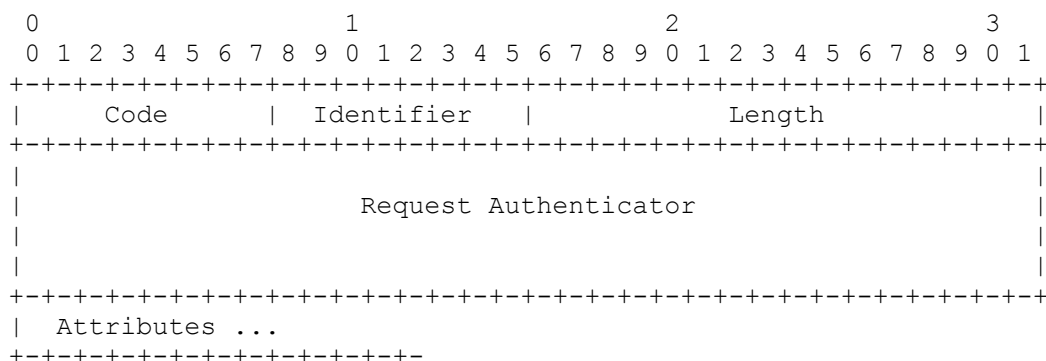 0                   1                   2                   3
 0 1 2 3 4 5 6 7 8 9 0 1 2 3 4 5 6 7 8 9 0 1 2 3 4 5 6 7 8 9 0 1
+-+-+-+-+-+-+-+-+-+-+-+-+-+-+-+-+-+-+-+-+-+-+-+-+-+-+-+-+-+-+-+-+
|     Code      |  Identifier   |            Length             |
+-+-+-+-+-+-+-+-+-+-+-+-+-+-+-+-+-+-+-+-+-+-+-+-+-+-+-+-+-+-+-+-+
|                                                               |
|                     Request Authenticator                     |
|                                                               |
|                                                               |
+-+-+-+-+-+-+-+-+-+-+-+-+-+-+-+-+-+-+-+-+-+-+-+-+-+-+-+-+-+-+-+-+
|  Attributes ...
+-+-+-+-+-+-+-+-+-+-+-+-+-